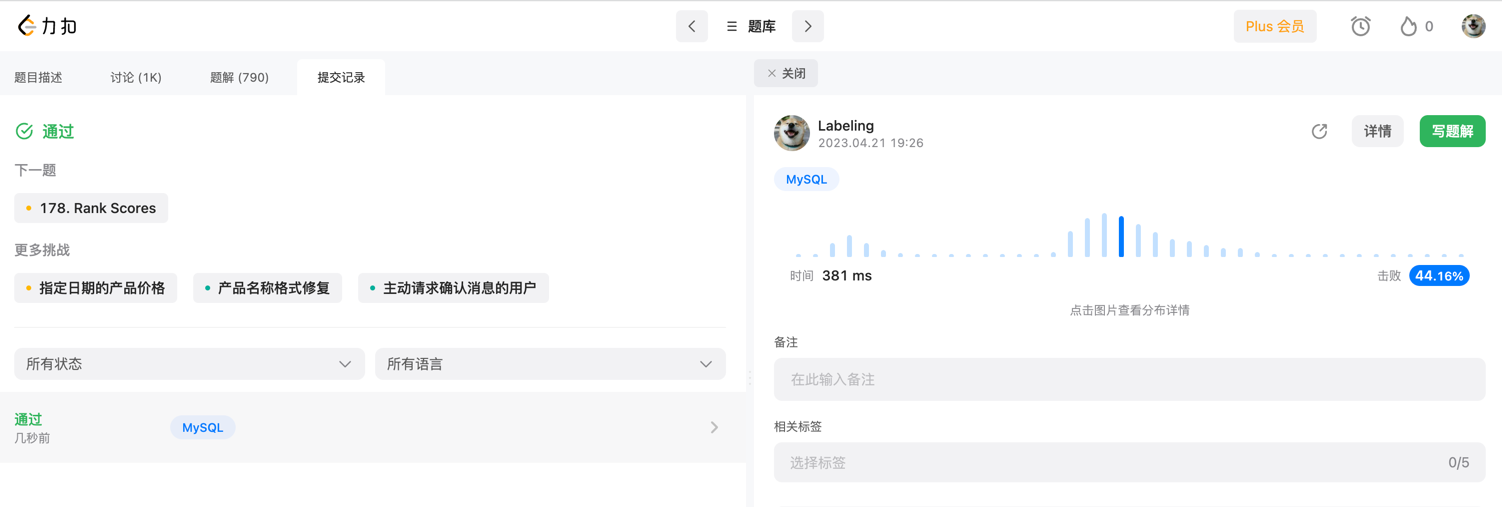 力扣
题库
Plus 会员
0
题目描述
讨论 (1K)
题解 (790)
提交记录
通过
下一题
178. Rank Scores
更多挑战
指定日期的产品价格
产品名称格式修复
主动请求确认消息的用户
所有状态
所有语言
通过
几秒前
MySQL
关闭
Labeling
2023.04.21 19:26
详情
写题解
MySQL
时间 381 ms
击败 44.16%
点击图片查看分布详情
备注
在此输入备注
相关标签
选择标签
0/5